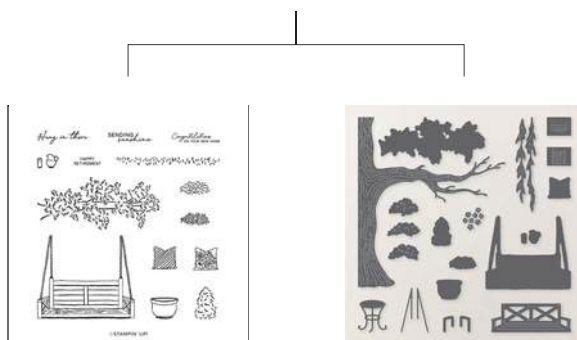 Hang in there
SENDING
sunshine
Congratulations
ON YOUR NEW HOME
HAPPY
RETIREMENT
© STAMPIN' UP!